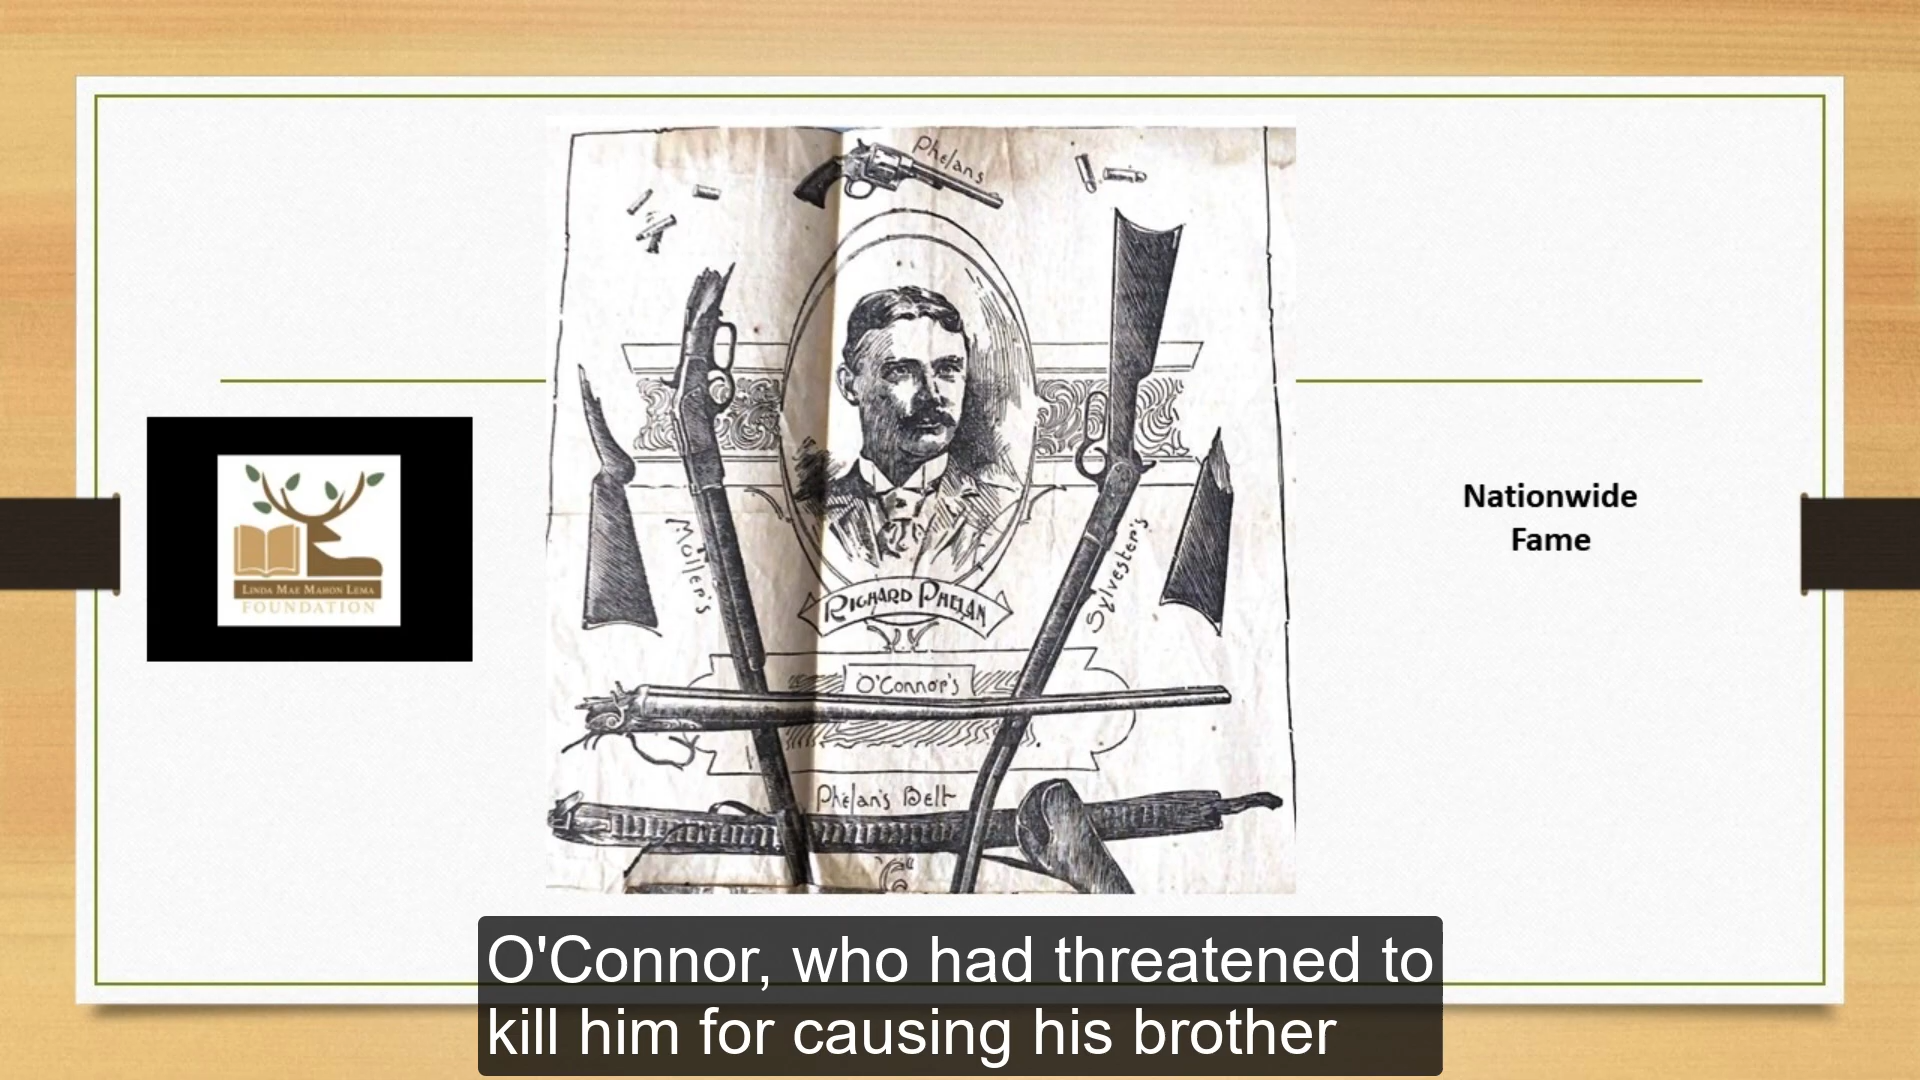 Phelans
Moller's
Sylvester's
RICHARD PHELAN
O'Connor's
Phelan's Belt
LINDA MAE MAHON LEMA
FOUNDATION
Nationwide
Fame
O'Connor, who had threatened to
kill him for causing his brother